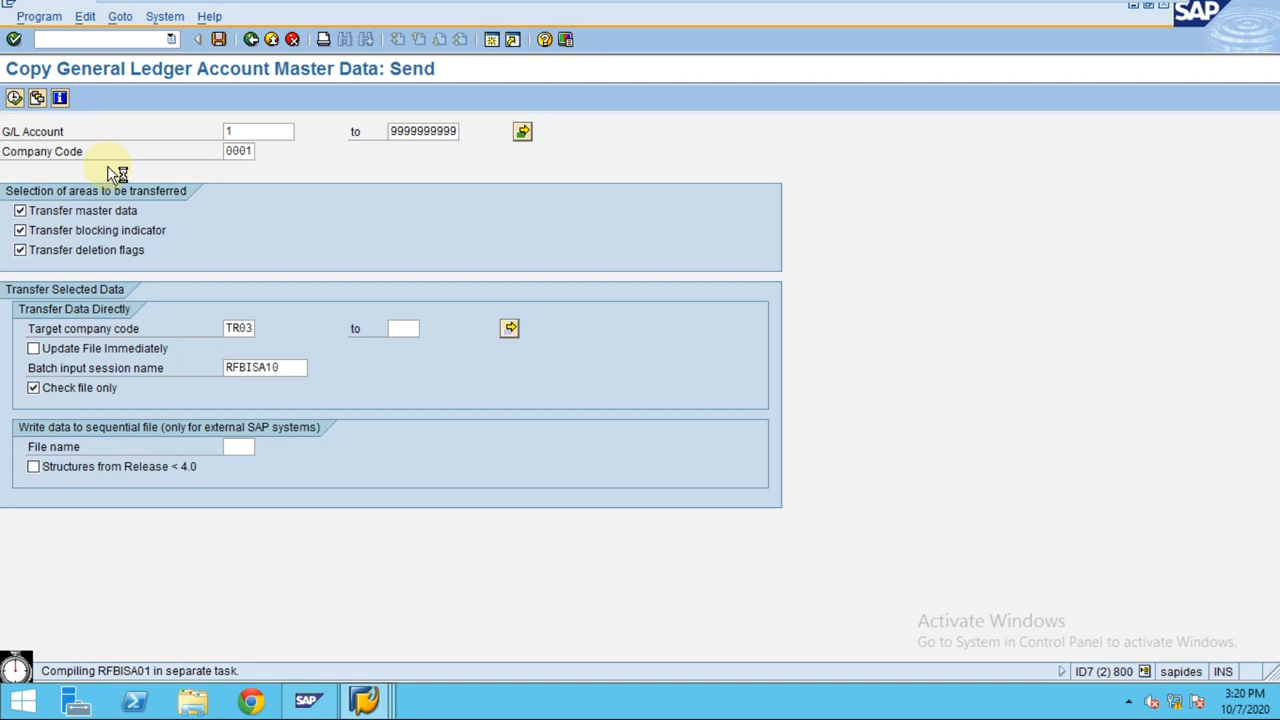 Program Edit Goto System Help
SAP
Copy General Ledger Account Master Data: Send
G/L Account 1 to 9999999999
Company Code 0001
Selection of areas to be transferred
Transfer master data
Transfer blocking indicator
Transfer deletion flags
Transfer Selected Data
Transfer Data Directly
Target company code TR03 to
Update File Immediately
Batch input session name RFBISA10
Check file only
Write data to sequential file (only for external SAP systems)
File name
Structures from Release < 4.0
Activate Windows
Go to System in Control Panel to activate Windows.
Compiling RFBISA01 in separate task.
ID7 (2) 800 sapides INS
SAP
3:20 PM
10/7/2020